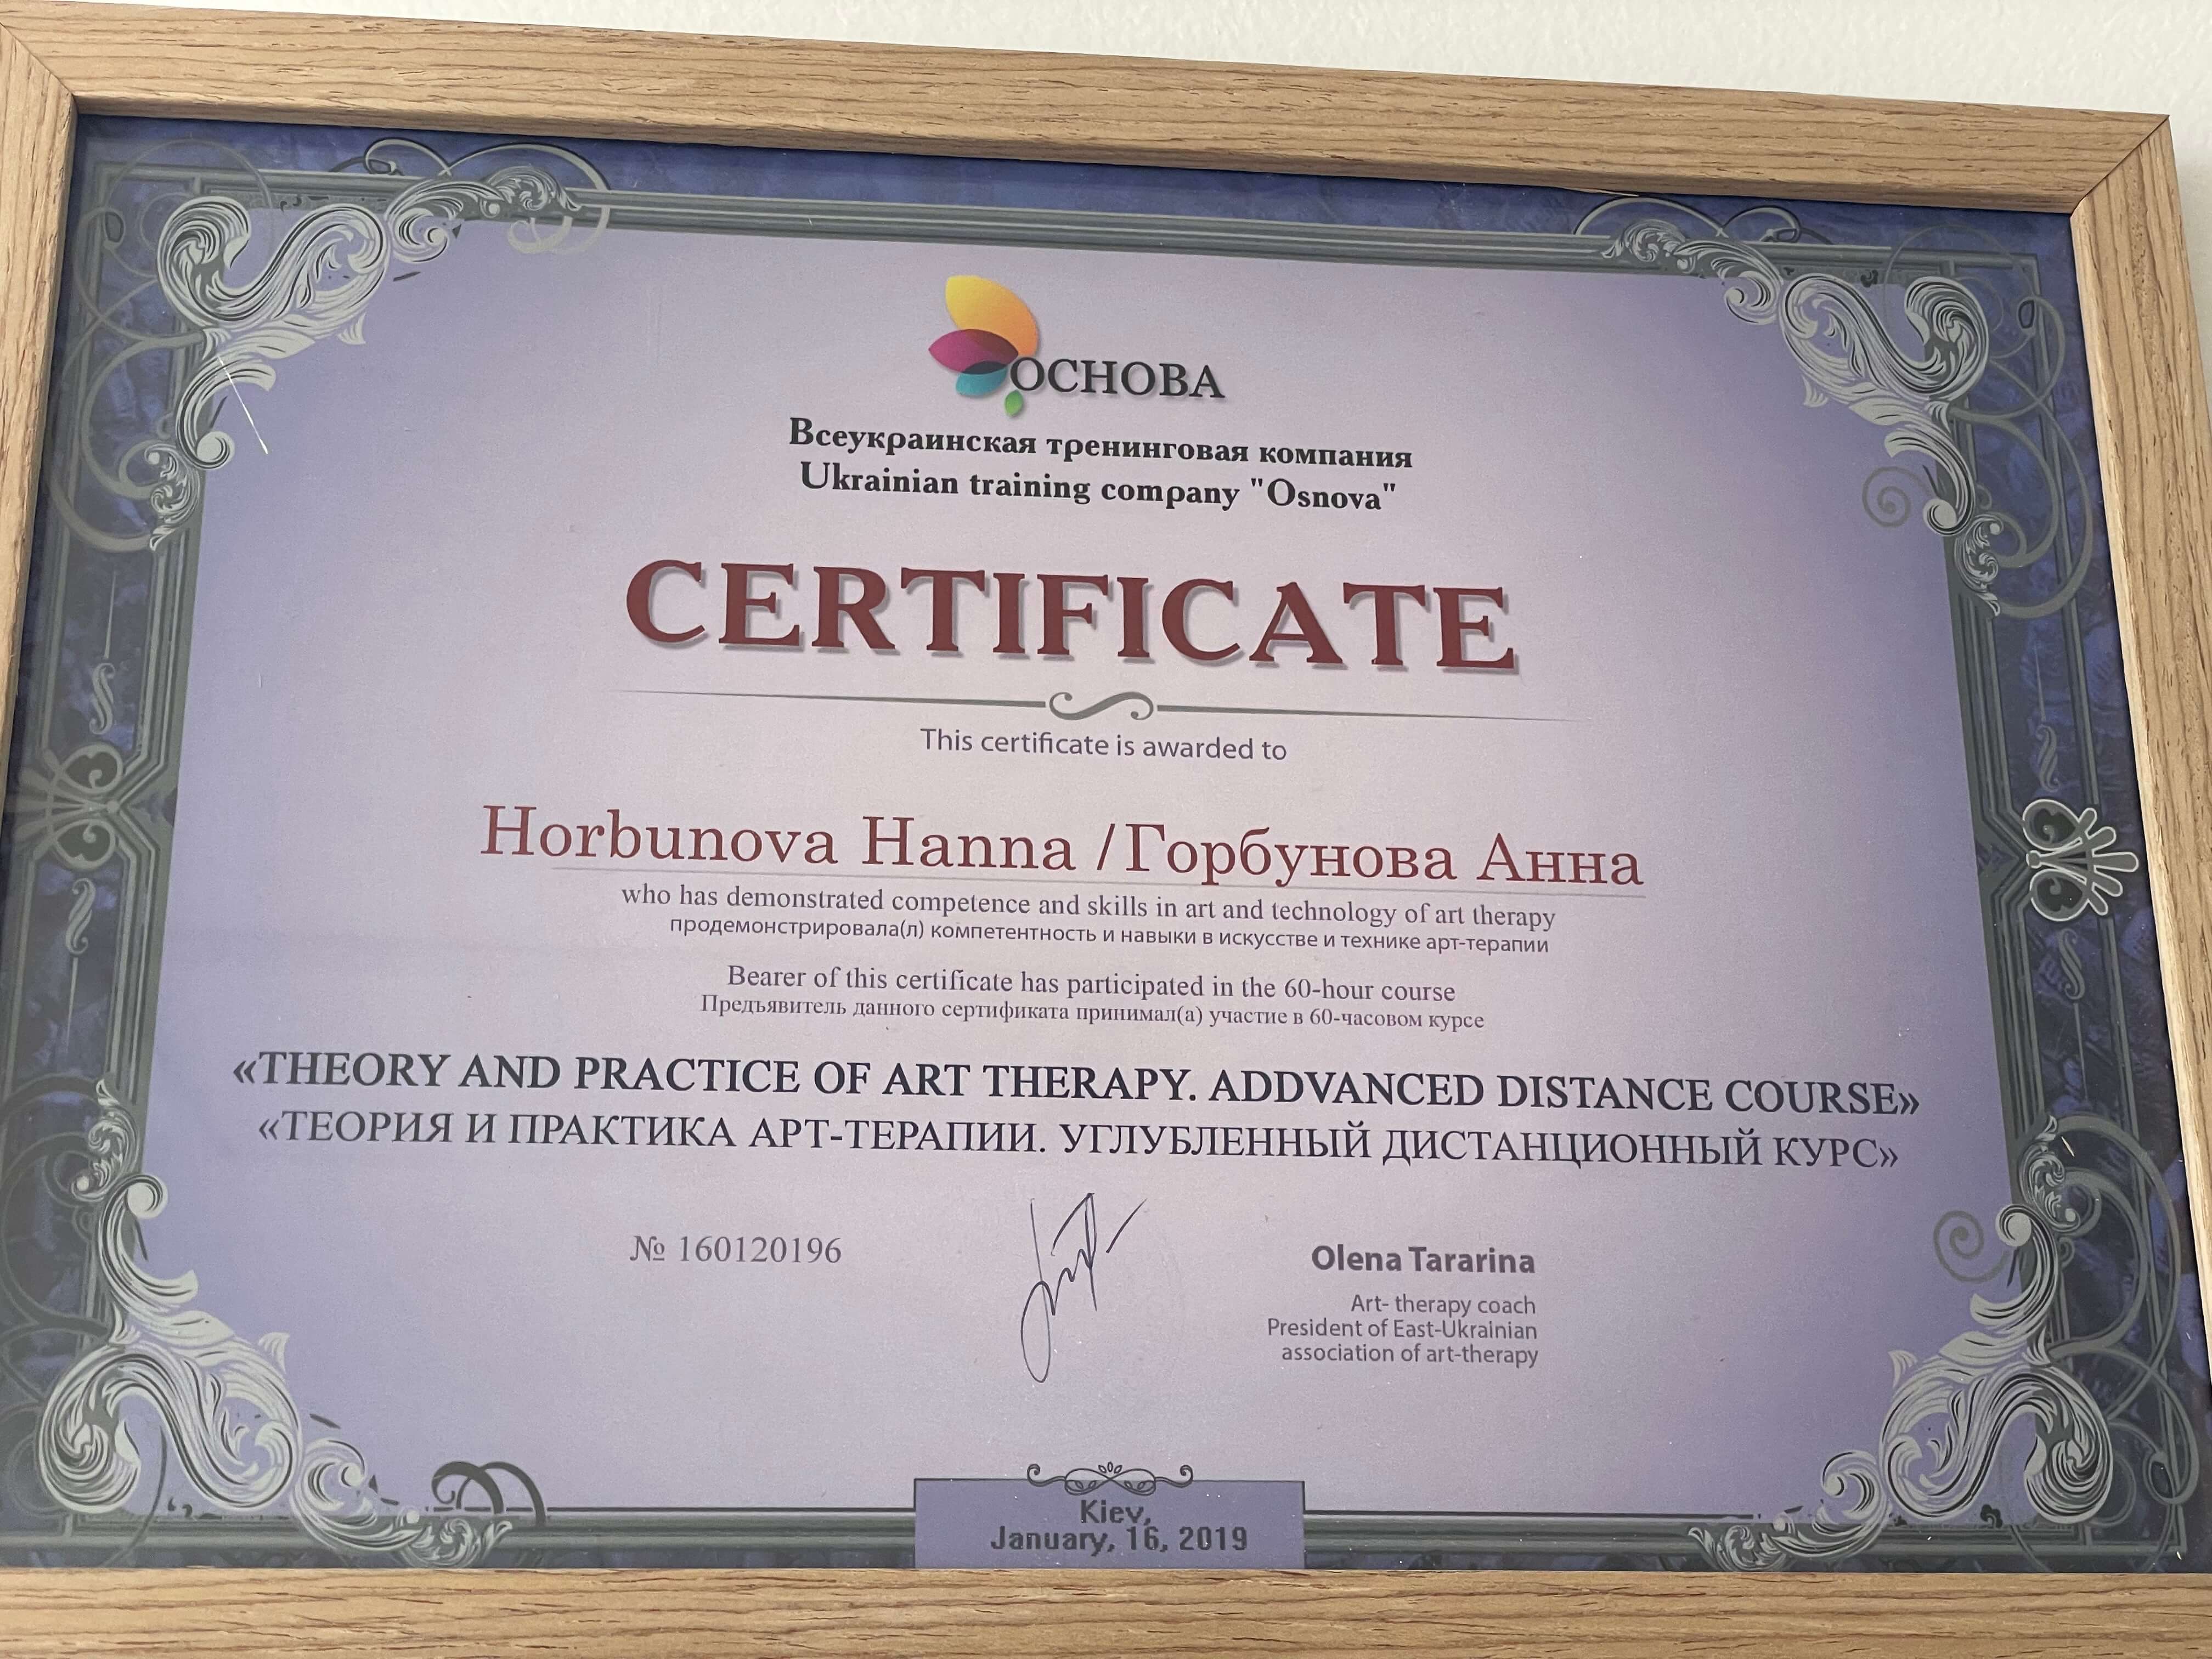 ОСНОВА
Всеукраинская тренинговая компания
Ukrainian training company "Osnova"
CERTIFICATE
This certificate is awarded to
Horbunova Hanna / Горбунова Анна
who has demonstrated competence and skills in art and technology of art therapy
продемонстрировала(л) компетентность и навыки в искусстве и технике арт-терапии
Bearer of this certificate has participated in the 60-hour course
Предъявитель данного сертификата принимал(а) участие в 60-часовом курсе
«THEORY AND PRACTICE OF ART THERAPY. ADDVANCED DISTANCE COURSE»
«ТЕОРИЯ И ПРАКТИКА АРТ-ТЕРАПИИ. УГЛУБЛЕННЫЙ ДИСТАНЦИОННЫЙ КУРС»
№ 160120196
Olena Tararina
Art- therapy coach
President of East-Ukrainian
association of art-therapy
Kiev,
January, 16, 2019